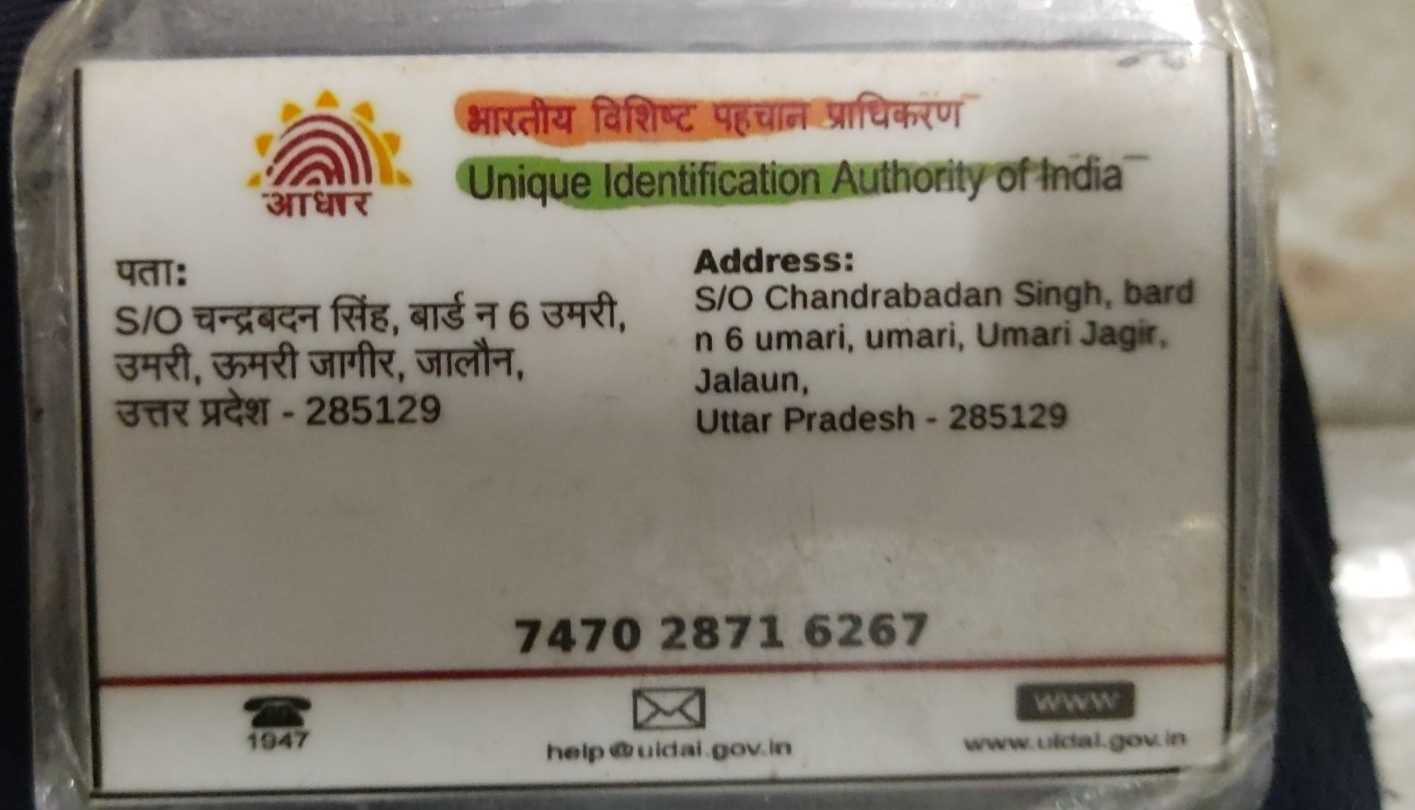 भारतीय विशिष्ट पहचान प्राधिकरण
Unique Identification Authority of India
आधार
पता:
S/O चन्द्रबदन सिंह, बार्ड न 6 उमरी,
उमरी, ऊमरी जागीर, जालौन,
उत्तर प्रदेश - 285129
Address:
S/O Chandrabadan Singh, bard
n 6 umari, umari, Umari Jagir,
Jalaun,
Uttar Pradesh - 285129
7470 2871 6267
1947
help@uidai.gov.in
www
www.uidai.gov.in